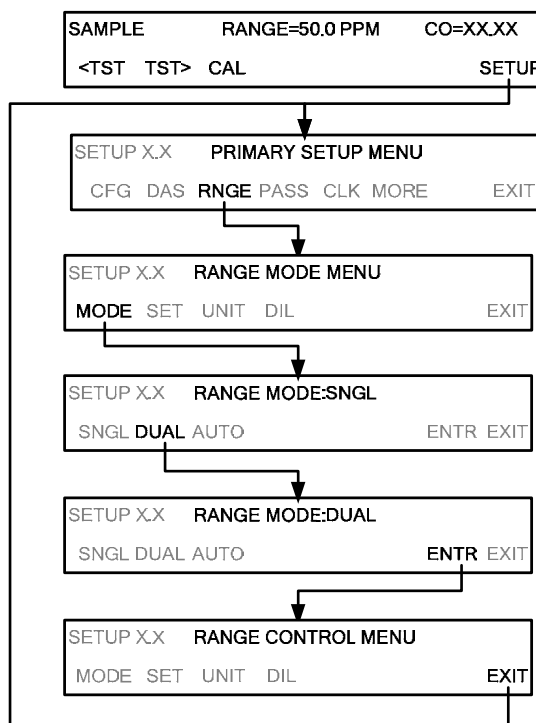 SAMPLE RANGE=50.0 PPM CO=XX.XX
<TST TST> CAL SETUP
SETUP X.X PRIMARY SETUP MENU
CFG DAS RNGE PASS CLK MORE EXIT
SETUP X.X RANGE MODE MENU
MODE SET UNIT DIL EXIT
SETUP X.X RANGE MODE:SNGL
SNGL DUAL AUTO ENTR EXIT
SETUP X.X RANGE MODE:DUAL
SNGL DUAL AUTO ENTR EXIT
SETUP X.X RANGE CONTROL MENU
MODE SET UNIT DIL EXIT